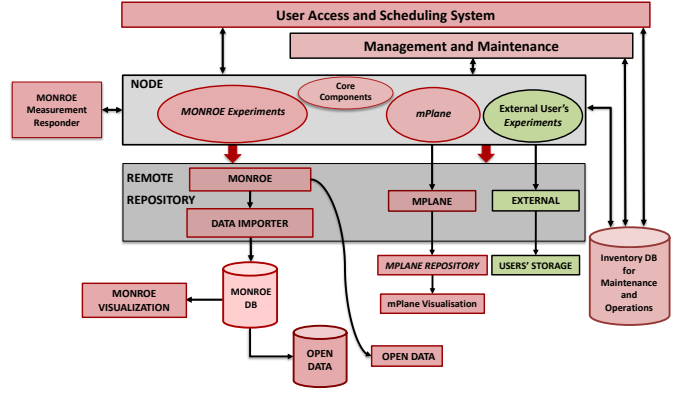 User Access and Scheduling System
Management and Maintenance
NODE
MONROE
Measurement
Responder
MONROE Experiments
Core
Components
mPlane
External User's
Experiments
REMOTE
REPOSITORY
MONROE
DATA IMPORTER
MPLANE
EXTERNAL
MONROE
VISUALIZATION
MONROE
DB
MPLANE REPOSITORY
USERS' STORAGE
mPlane Visualisation
Inventory DB
for
Maintenance
and
Operations
OPEN
DATA
OPEN DATA